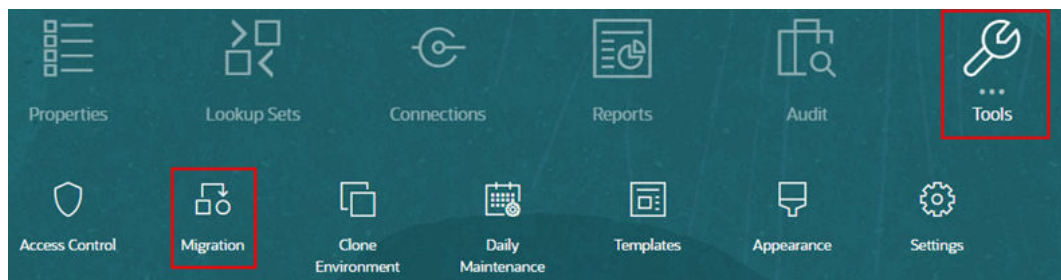 Properties
Lookup Sets
Connections
Reports
Audit
Tools
Access Control
Migration
Clone
Environment
Daily
Maintenance
Templates
Appearance
Settings